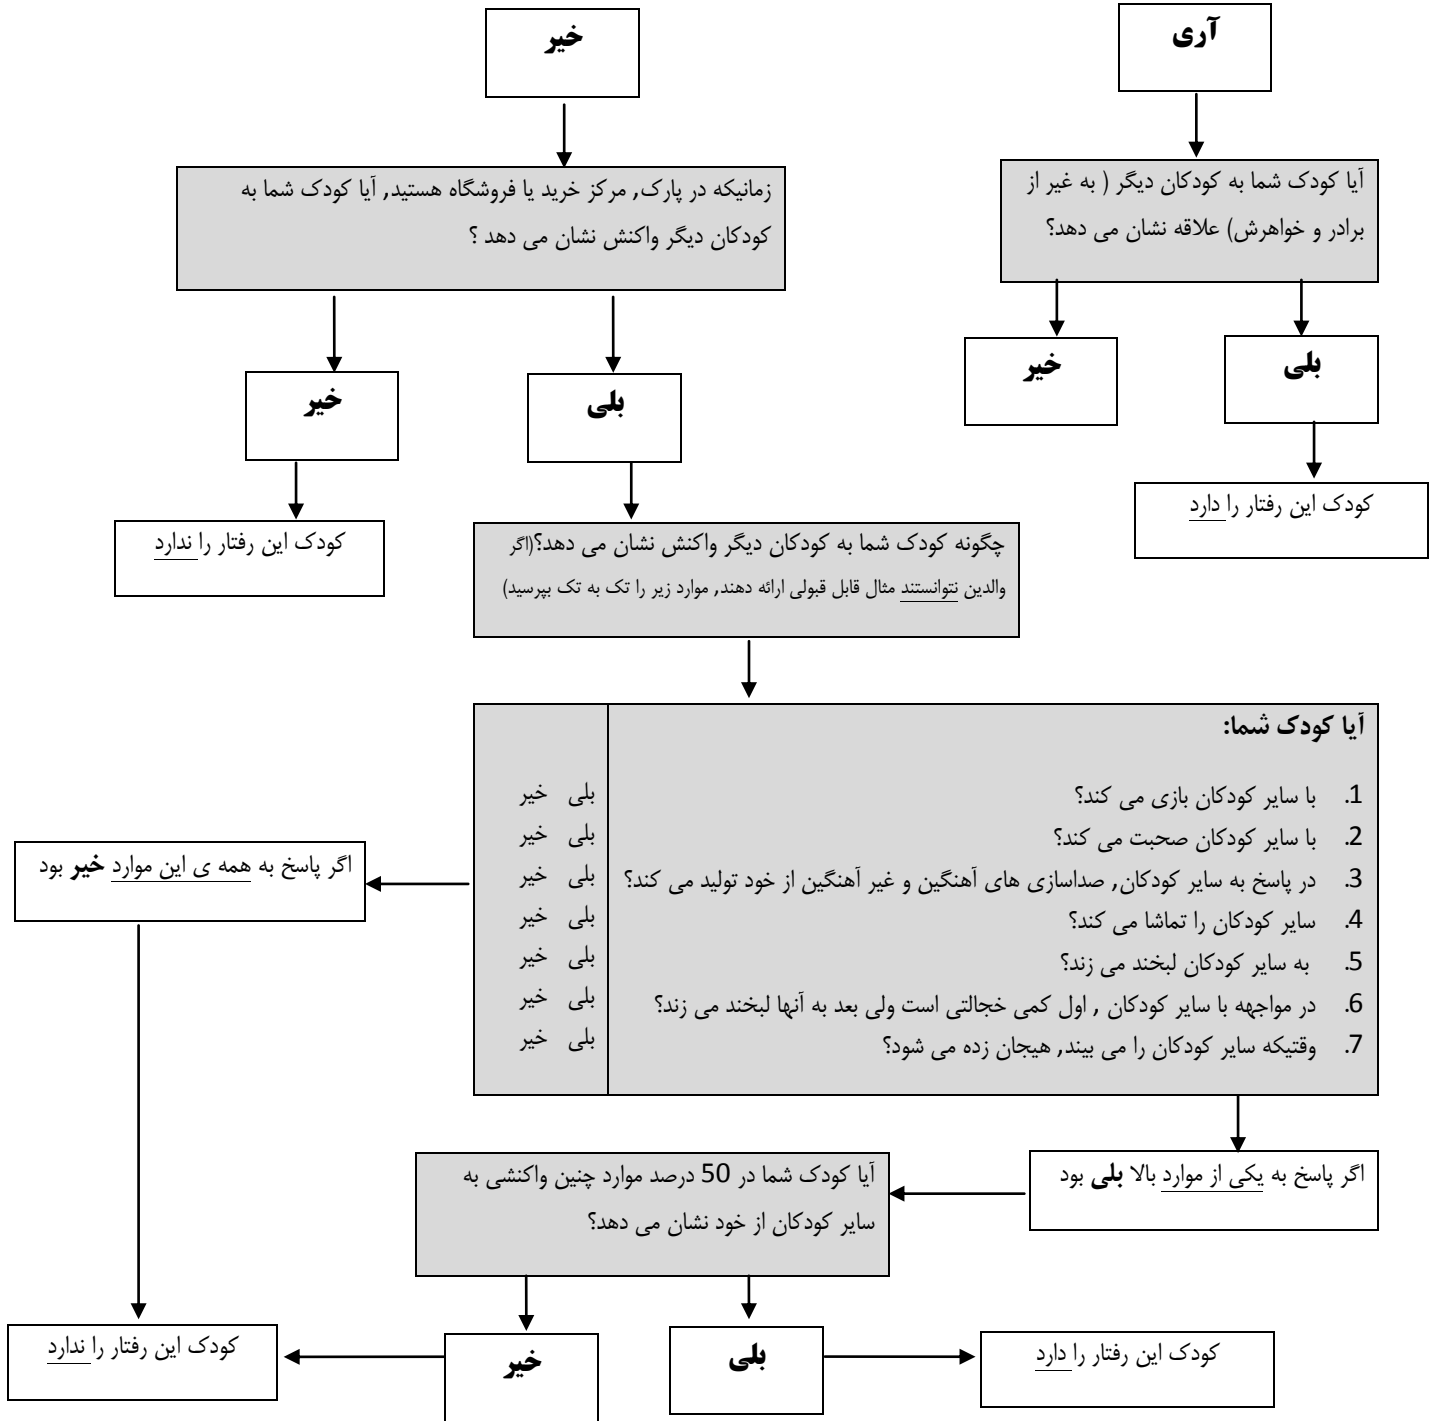 آری
خیر
آیا کودک شما به کودکان دیگر ( به غیر از
برادر و خواهرش) علاقه نشان می دهد؟
زمانیکه در پارک, مرکز خرید یا فروشگاه هستید, آیا کودک شما به
کودکان دیگر واکنش نشان می دهد ؟
بلی
خیر
بلی
خیر
کودک این رفتار را دارد
چگونه کودک شما به کودکان دیگر واکنش نشان می دهد؟(اگر
والدین نتوانستند مثال قابل قبولی ارائه دهند, موارد زیر را تک به تک بپرسید)
کودک این رفتار را ندارد
آیا کودک شما:
1. با سایر کودکان بازی می کند؟ بلی خیر
2. با سایر کودکان صحبت می کند؟ بلی خیر
3. در پاسخ به سایر کودکان, صداسازی های آهنگین و غیر آهنگین از خود تولید می کند؟ بلی خیر
4. سایر کودکان را تماشا می کند؟ بلی خیر
5. به سایر کودکان لبخند می زند؟ بلی خیر
6. در مواجهه با سایر کودکان , اول کمی خجالتی است ولی بعد به آنها لبخند می زند؟ بلی خیر
7. وقتیکه سایر کودکان را می بیند, هیجان زده می شود؟ بلی خیر
اگر پاسخ به همه ی این موارد خیر بود
اگر پاسخ به یکی از موارد بالا بلی بود
آیا کودک شما در 50 درصد موارد چنین واکنشی به
سایر کودکان از خود نشان می دهد؟
کودک این رفتار را دارد
بلی
خیر
کودک این رفتار را ندارد